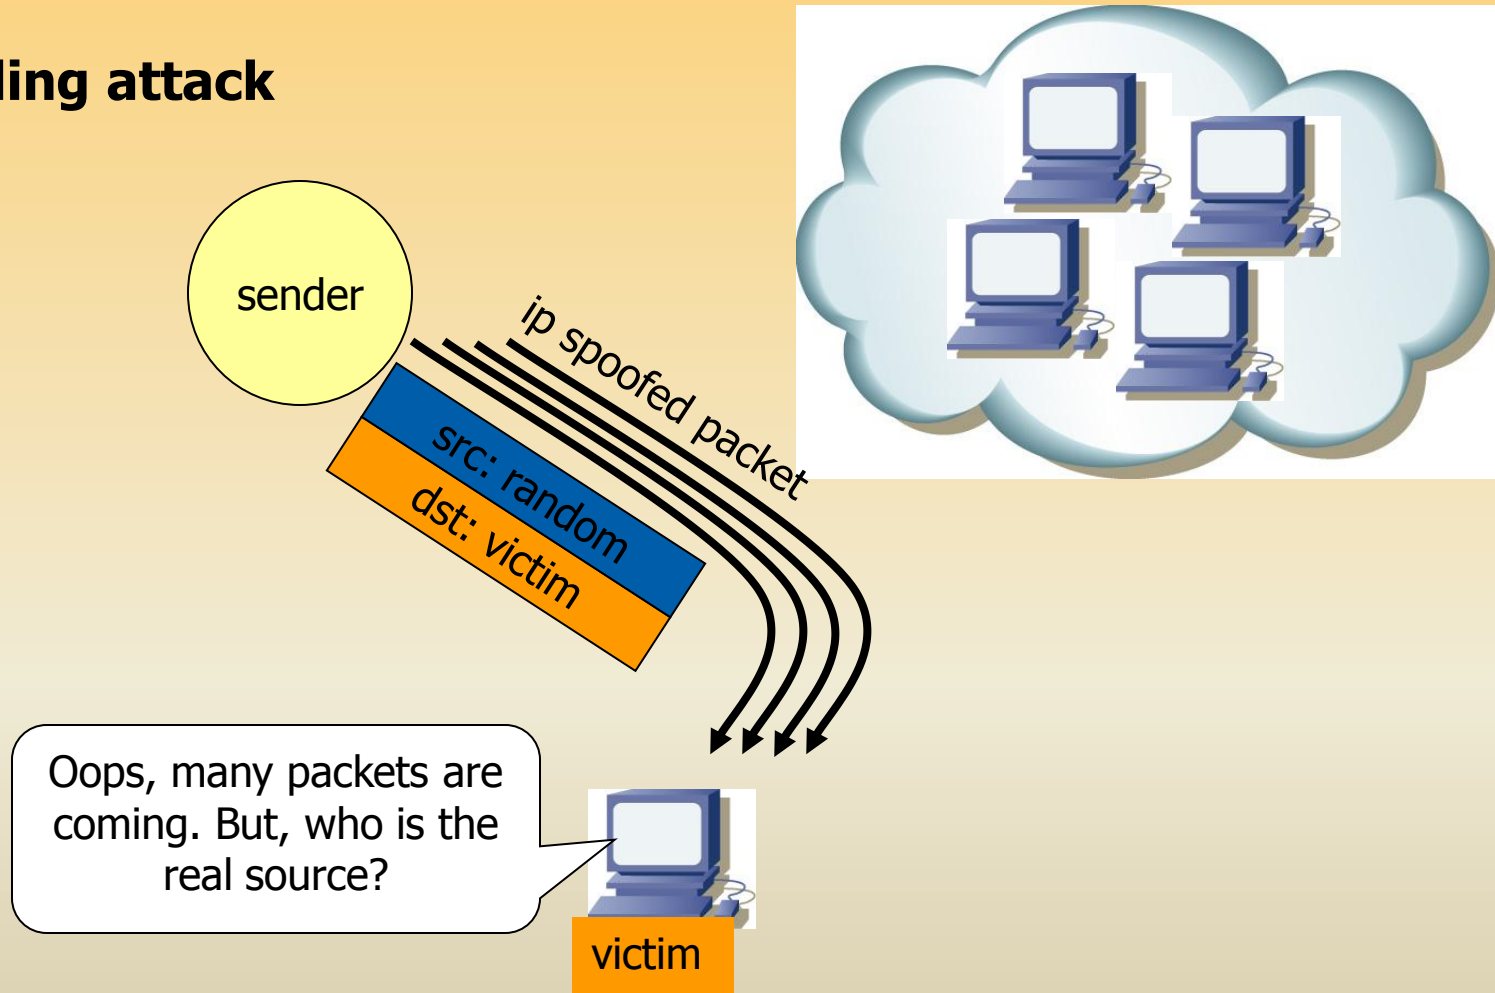 ling attack
sender
ip spoofed packet
src: random
dst: victim
Oops, many packets are
coming. But, who is the
real source?
victim